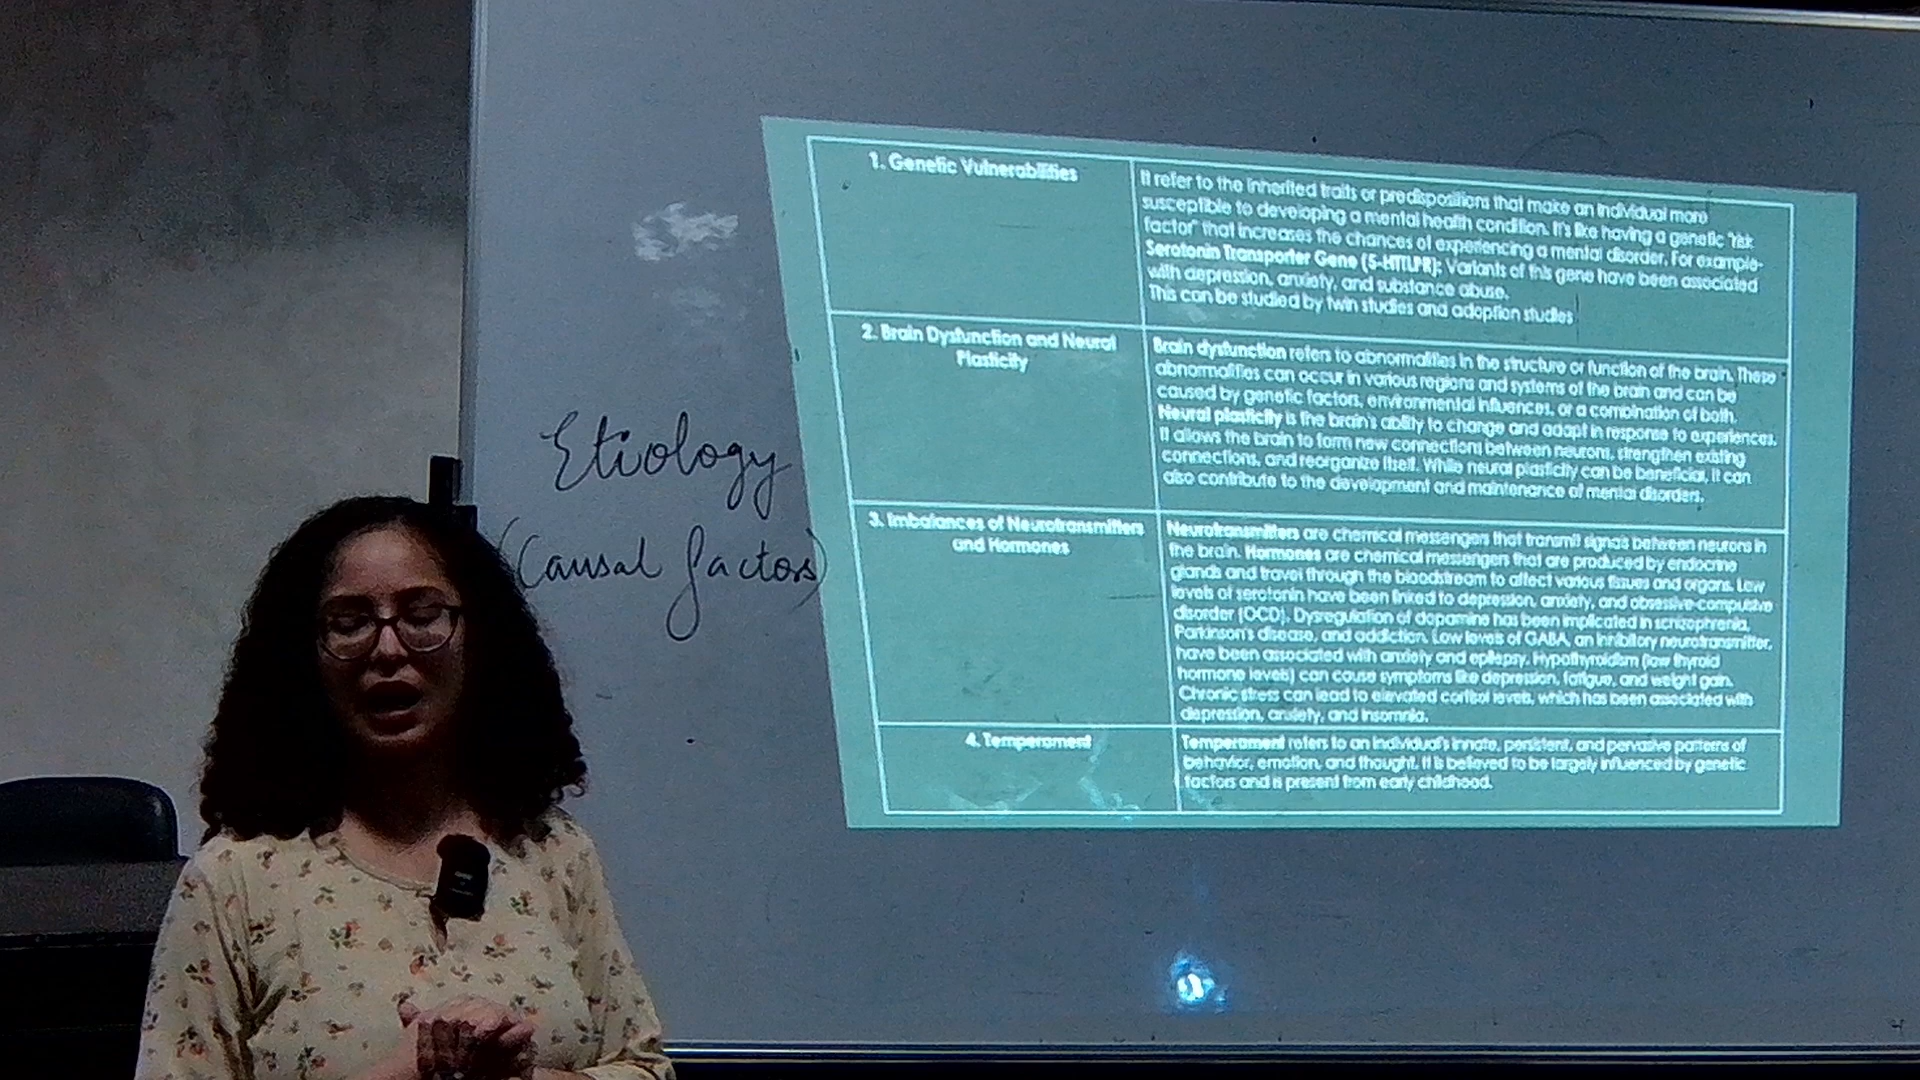 Etiology
(Causal factors)
1. Genetic Vulnerabilities
It refer to the inherited traits or predispositions that make an individual more
susceptible to developing a mental health condition. It's like having a genetic "risk
factor" that increases the chances of experiencing a mental disorder. For example-
Serotonin Transporter Gene (5-HTTLPR): Variants of this gene have been associated
with depression, anxiety, and substance abuse.
This can be studied by twin studies and adoption studies
2. Brain Dysfunction and Neural
Plasticity
Brain dysfunction refers to abnormalities in the structure or function of the brain. These
abnormalities can occur in various regions and systems of the brain and can be
caused by genetic factors, environmental influences, or a combination of both.
Neural plasticity is the brain's ability to change and adapt in response to experiences.
It allows the brain to form new connections between neurons, strengthen existing
connections, and reorganize itself. While neural plasticity can be beneficial, it can
also contribute to the development and maintenance of mental disorders.
3. Imbalances of Neurotransmitters
and Hormones
Neurotransmitters are chemical messengers that transmit signals between neurons in
the brain. Hormones are chemical messengers that are produced by endocrine
glands and travel through the bloodstream to affect various tissues and organs. Low
levels of serotonin have been linked to depression, anxiety, and obsessive-compulsive
disorder (OCD). Dysregulation of dopamine has been implicated in schizophrenia,
Parkinson's disease, and addiction. Low levels of GABA, an inhibitory neurotransmitter,
have been associated with anxiety and epilepsy. Hypothyroidism (low thyroid
hormone levels) can cause symptoms like depression, fatigue, and weight gain.
Chronic stress can lead to elevated cortisol levels, which has been associated with
depression, anxiety, and insomnia.
4. Temperament
Temperament refers to an individual's innate, persistent, and pervasive patterns of
behavior, emotion, and thought. It is believed to be largely influenced by genetic
factors and is present from early childhood.